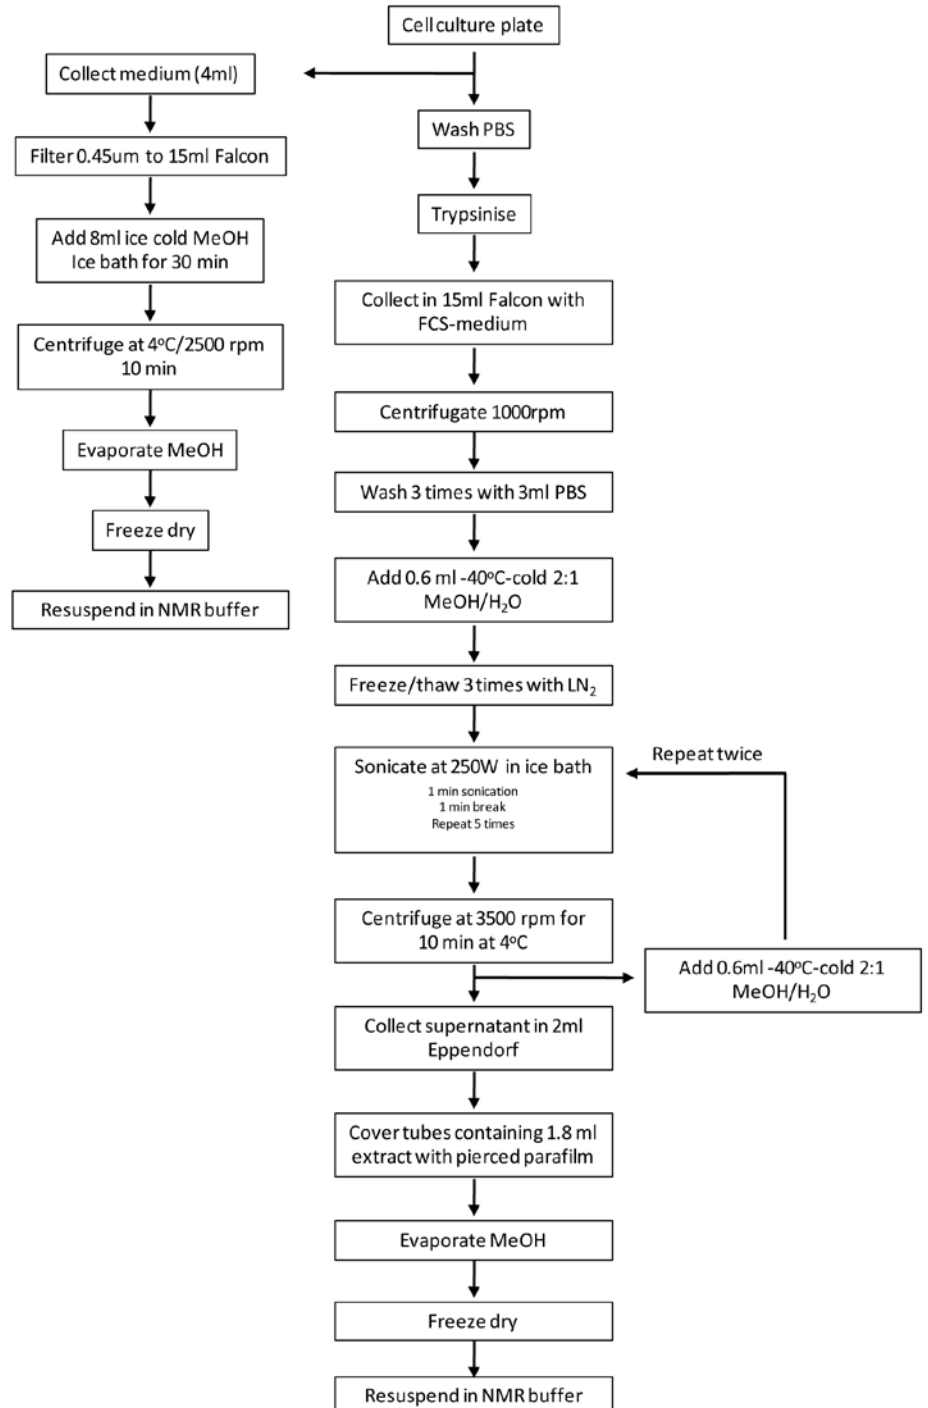 Cell culture plate
Collect medium (4ml)
Filter 0.45um to 15ml Falcon
Add 8ml ice cold MeOH
Ice bath for 30 min
Centrifuge at 4ºC/2500 rpm
10 min
Evaporate MeOH
Freeze dry
Resuspend in NMR buffer
Wash PBS
Trypsinise
Collect in 15ml Falcon with
FCS-medium
Centrifugate 1000rpm
Wash 3 times with 3ml PBS
Add 0.6 ml -40ºC-cold 2:1
MeOH/H₂O
Freeze/thaw 3 times with LN₂
Sonicate at 250W in ice bath
1 min sonication
1 min break
Repeat 5 times
Repeat twice
Centrifuge at 3500 rpm for
10 min at 4ºC
Add 0.6ml -40ºC-cold 2:1
MeOH/H₂O
Collect supernatant in 2ml
Eppendorf
Cover tubes containing 1.8 ml
extract with pierced parafilm
Evaporate MeOH
Freeze dry
Resuspend in NMR buffer